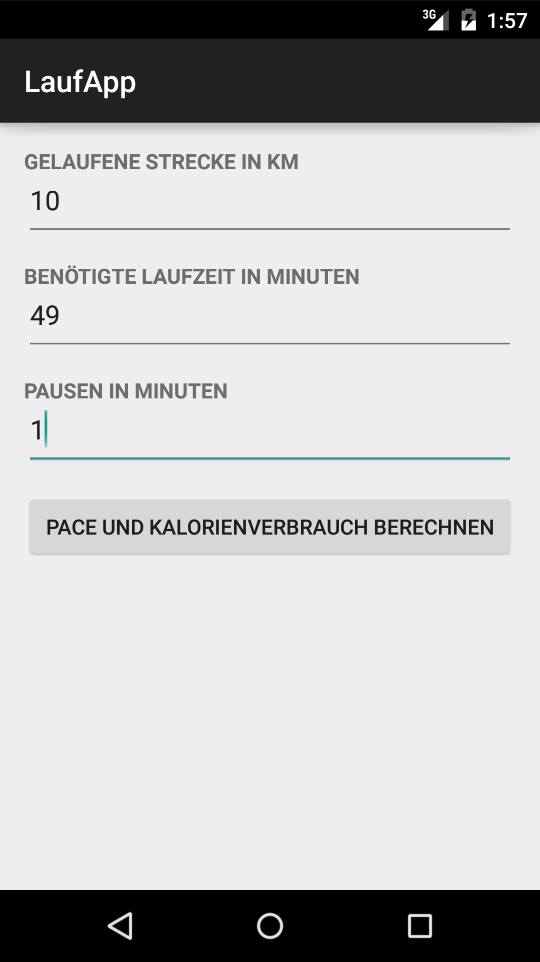 3G 1:57
LaufApp
GELAUFENE STRECKE IN KM
10
BENÖTIGTE LAUFZEIT IN MINUTEN
49
PAUSEN IN MINUTEN
1
PACE UND KALORIENVERBRAUCH BERECHNEN